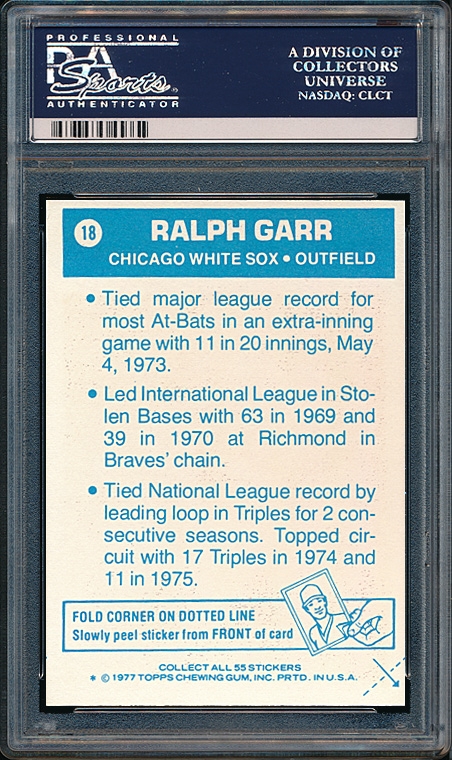 PROFESSIONAL
PSA
Sports®
AUTHENTICATOR
A DIVISION OF
COLLECTORS
UNIVERSE
NASDAQ: CLCT
18
RALPH GARR
CHICAGO WHITE SOX • OUTFIELD
• Tied major league record for
most At-Bats in an extra-inning
game with 11 in 20 innings, May
4, 1973.
• Led International League in Sto-
len Bases with 63 in 1969 and
39 in 1970 at Richmond in
Braves' chain.
• Tied National League record by
leading loop in Triples for 2 con-
secutive seasons. Topped cir-
cuit with 17 Triples in 1974 and
11 in 1975.
FOLD CORNER ON DOTTED LINE
Slowly peel sticker from FRONT of card
COLLECT ALL 55 STICKERS
* © 1977 TOPPS CHEWING GUM, INC. PRTD. IN U.S.A.